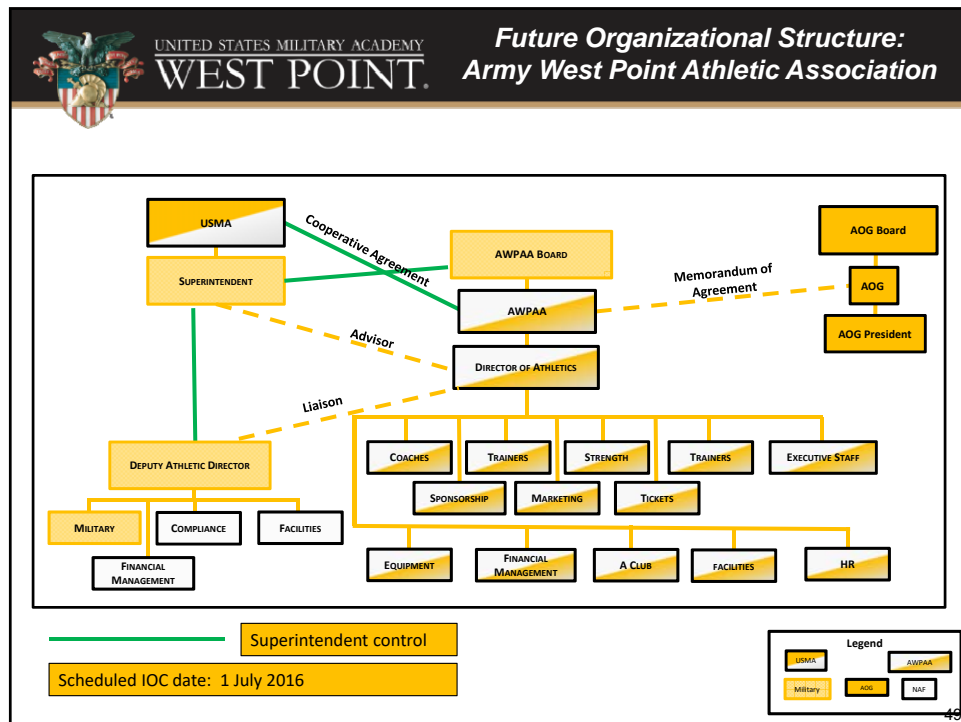 UNITED STATES MILITARY ACADEMY
WEST POINT.
Future Organizational Structure:
Army West Point Athletic Association
USMA
SUPERINTENDENT
Cooperative Agreement
AWPAA BOARD
AWPAA
DIRECTOR OF ATHLETICS
Memorandum of
Agreement
AOG Board
AOG
AOG President
Advisor
Liaison
DEPUTY ATHLETIC DIRECTOR
MILITARY
COMPLIANCE
FACILITIES
FINANCIAL
MANAGEMENT
COACHES
TRAINERS
STRENGTH
TRAINERS
EXECUTIVE STAFF
SPONSORSHIP
MARKETING
TICKETS
EQUIPMENT
FINANCIAL
MANAGEMENT
A CLUB
FACILITIES
HR
Superintendent control
Scheduled IOC date: 1 July 2016
Legend
USMA
AWPAA
Military
AOG
NAF
49